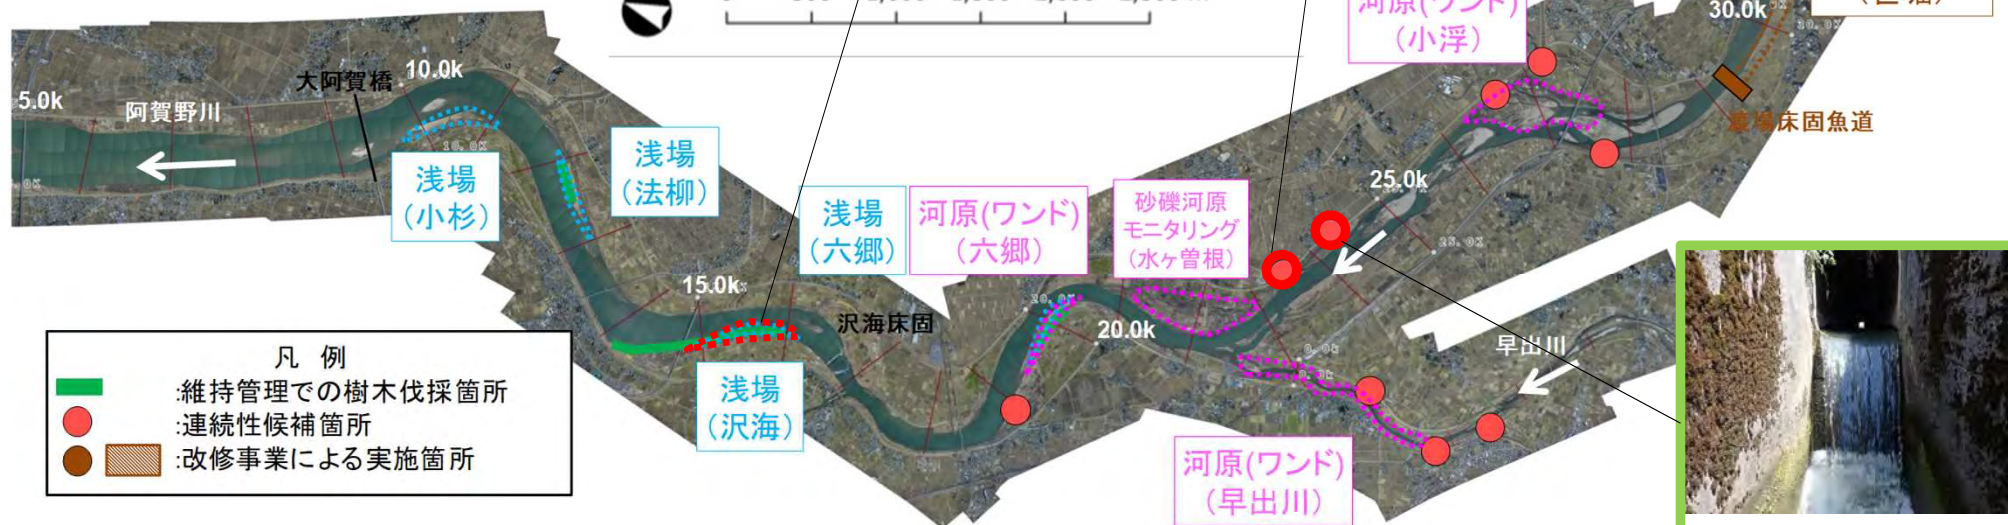 河原(ワンド)
（小浮）
30.0k
大阿賀橋
10.0k
5.0k
阿賀野川
渡場床固魚道
浅場
（法柳）
浅場
（小杉）
25.0k
砂礫河原
モニタリング
（水ヶ曽根）
浅場
（六郷）
河原(ワンド)
（六郷）
15.0k
沢海床固
20.0k
早出川
凡 例
:維持管理での樹木伐採箇所
:連続性候補箇所
:改修事業による実施箇所
浅場
（沢海）
河原(ワンド)
（早出川）